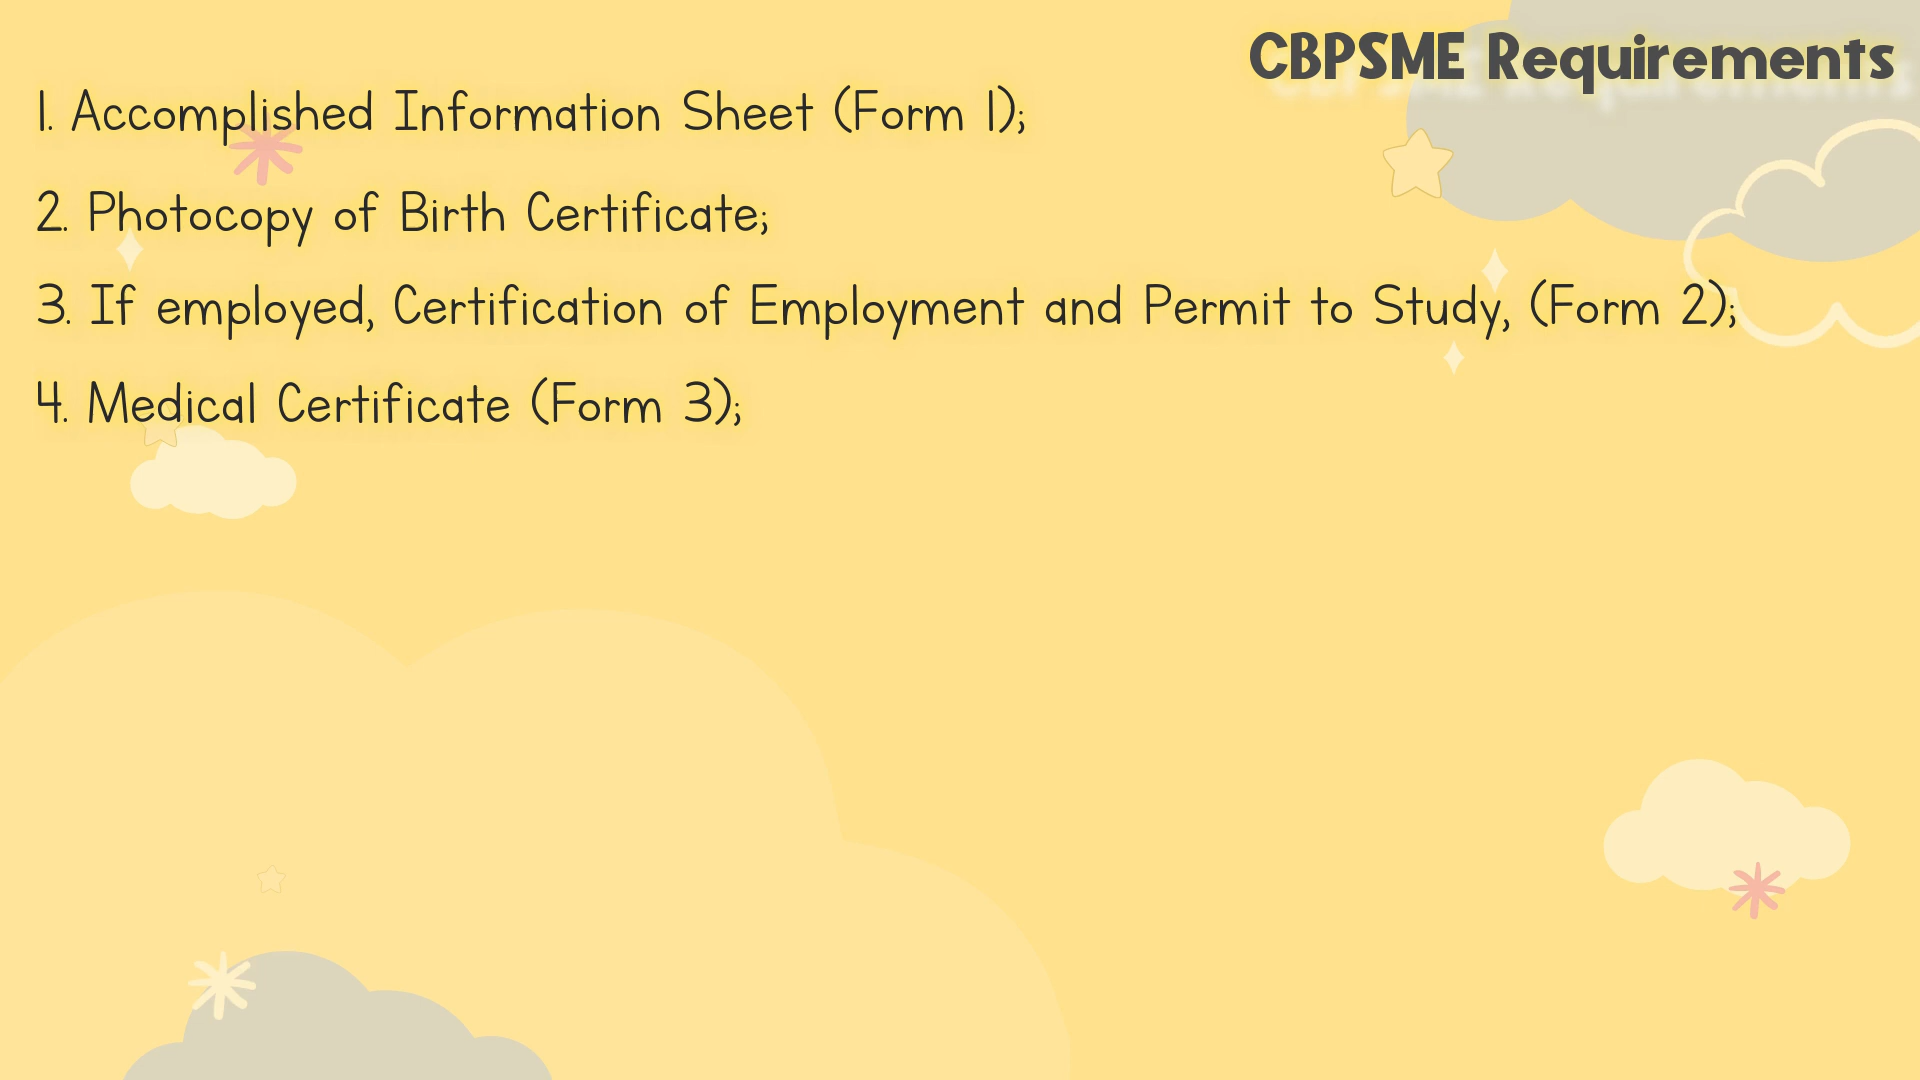 CBPSME Requirements
1. Accomplished Information Sheet (Form 1);
2. Photocopy of Birth Certificate;
3. If employed, Certification of Employment and Permit to Study, (Form 2);
4. Medical Certificate (Form 3);